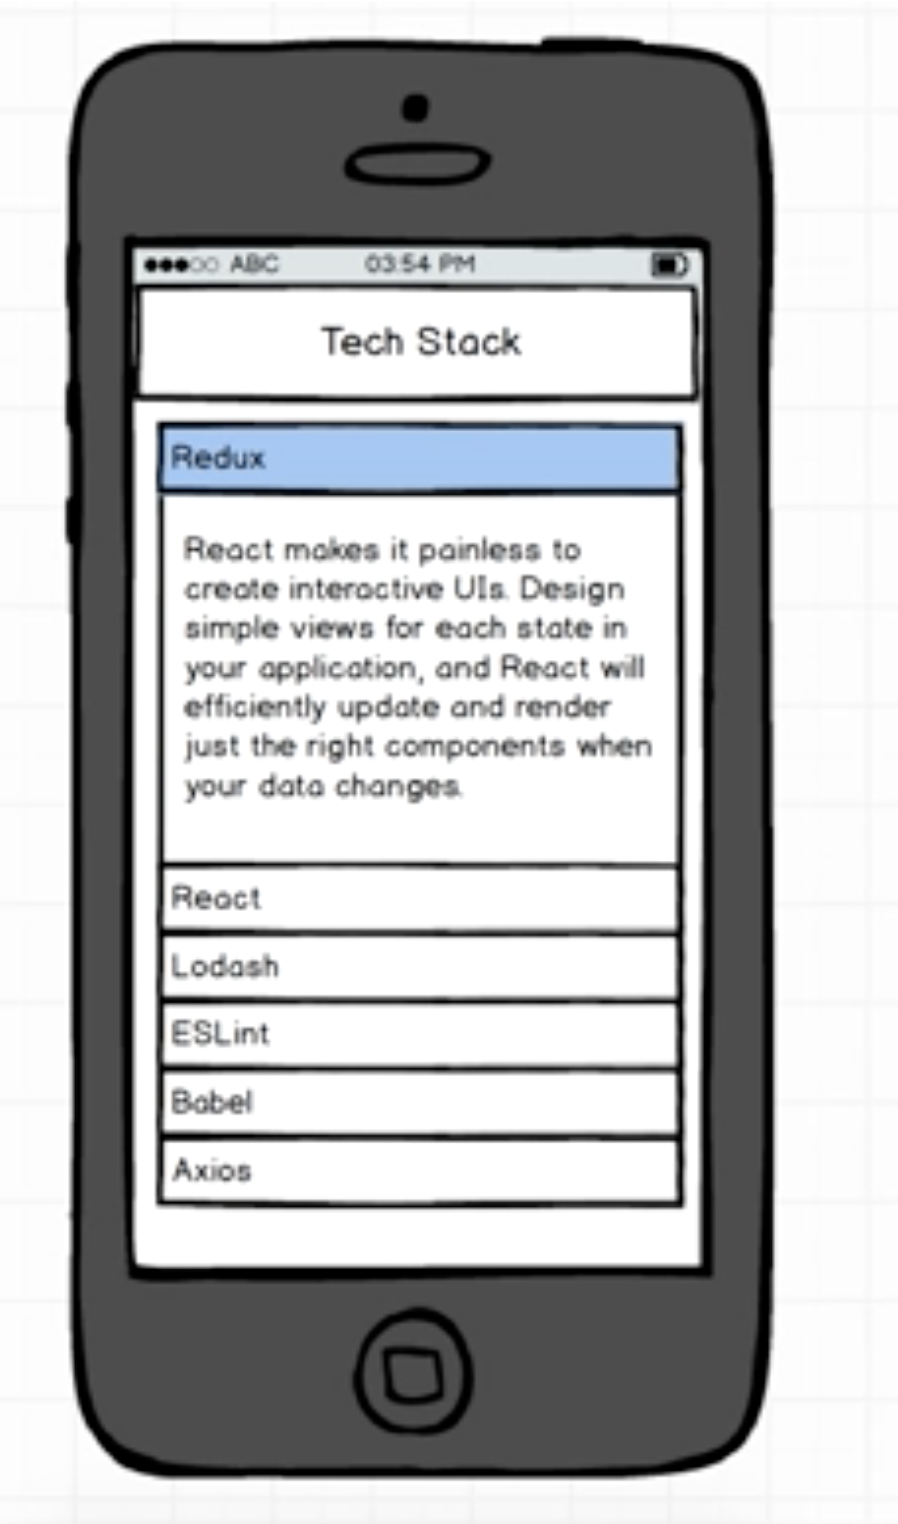 ABC 03:54 PM
Tech Stack
Redux
React makes it painless to
create interactive UIs. Design
simple views for each state in
your application, and React will
efficiently update and render
just the right components when
your data changes.
React
Lodash
ESLint
Babel
Axios